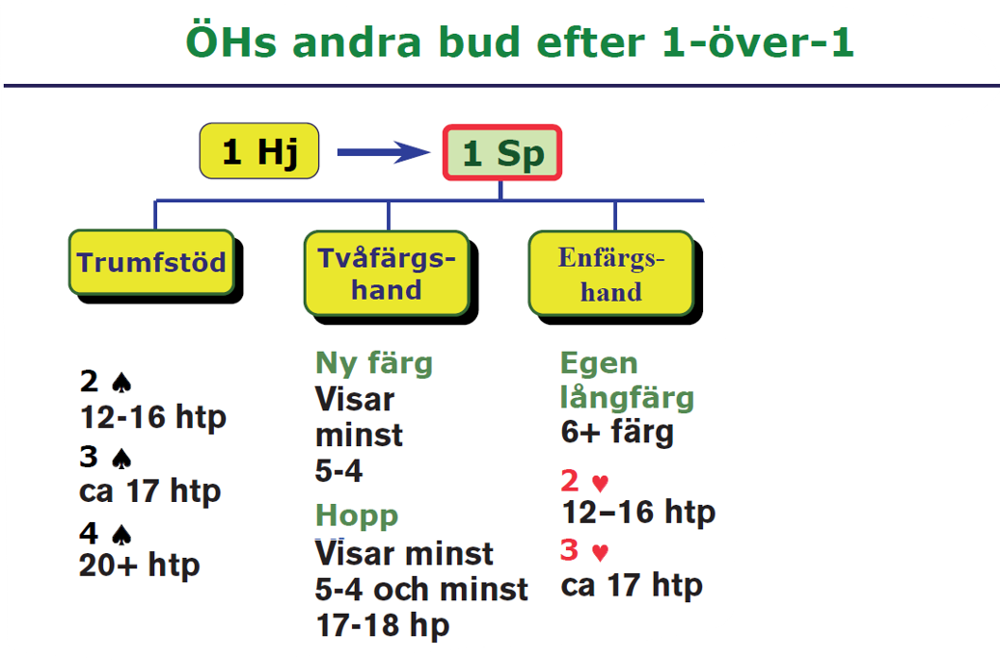 ÖHs andra bud efter 1-över-1
1 Hj
1 Sp
Trumfstöd
Tvåfärgs-
hand
Enfärgs-
hand
2 ♠
12-16 htp
3 ♠
ca 17 htp
4 ♠
20+ htp
Ny färg
Visar
minst
5-4
Hopp
Visar minst
5-4 och minst
17-18 hp
Egen
långfärg
6+ färg
2 ♥
12–16 htp
3 ♥
ca 17 htp